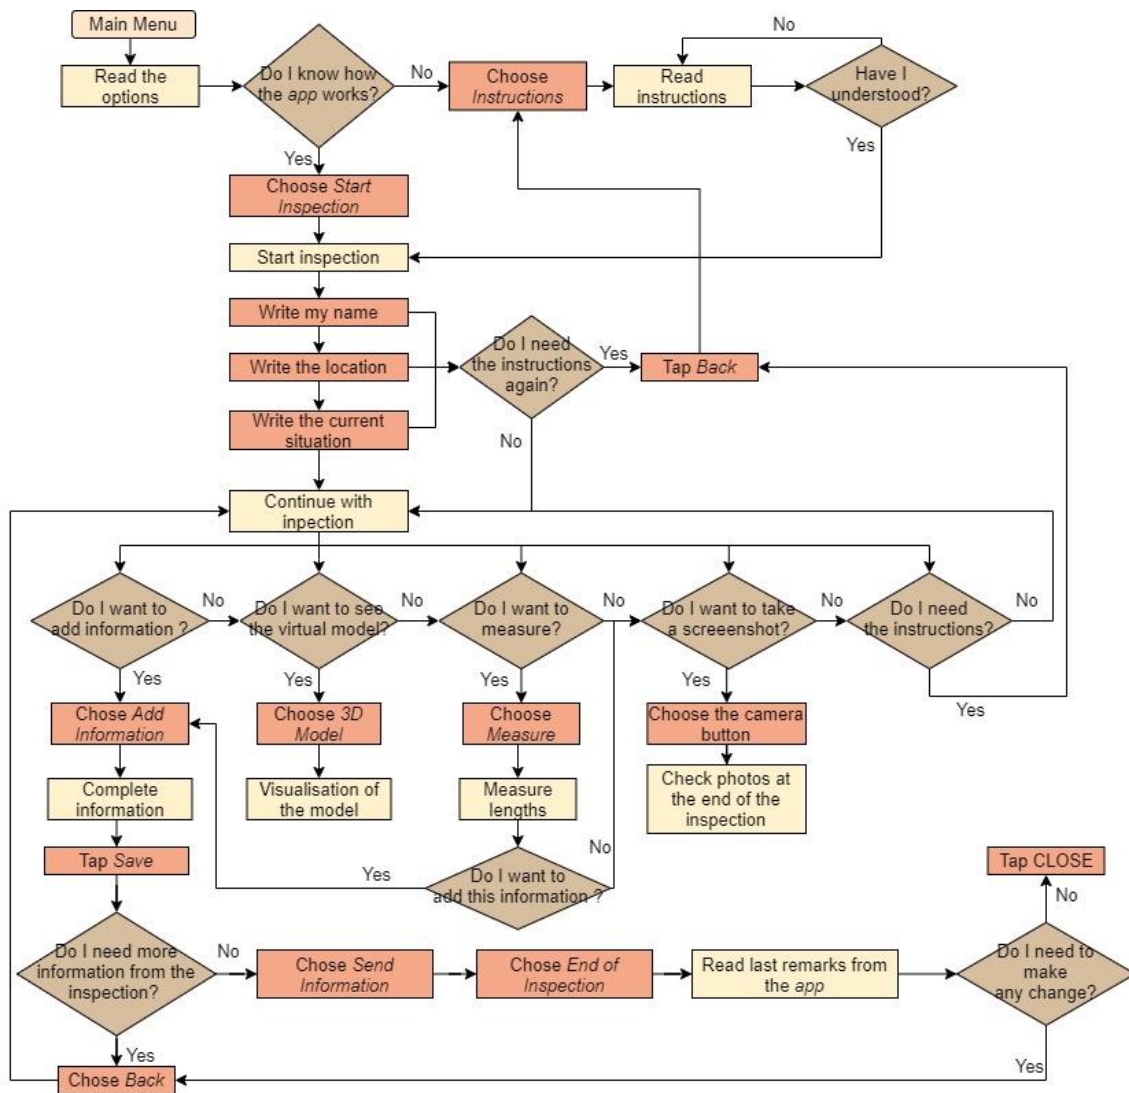 Main Menu
Read the
options
Do I know how
the app works?
No
Choose
Instructions
Read
instructions
No
Have I
understood?
Yes
Yes
Choose Start
Inspection
Start inspection
Write my name
Write the location
Write the current
situation
Do I need
the instructions
again?
Yes
Tap Back
No
Continue with
inpection
Do I want to
add information ?
No
Do I want to see
the virtual model?
No
Do I want to
measure?
No
Do I want to take
a screeenshot?
No
Do I need
the instructions?
No
Yes
Yes
Yes
Yes
Yes
Chose Add
Information
Choose 3D
Model
Choose
Measure
Choose the camera
button
Complete
information
Visualisation of
the model
Measure
lengths
Check photos at
the end of the
inspection
Tap Save
Yes
Do I want to
add this information ?
No
Tap CLOSE
No
Do I need more
information from the
inspection?
No
Chose Send
Information
Chose End of
Inspection
Read last remarks from
the app
Do I need to
make
any change?
Yes
Yes
Chose Back